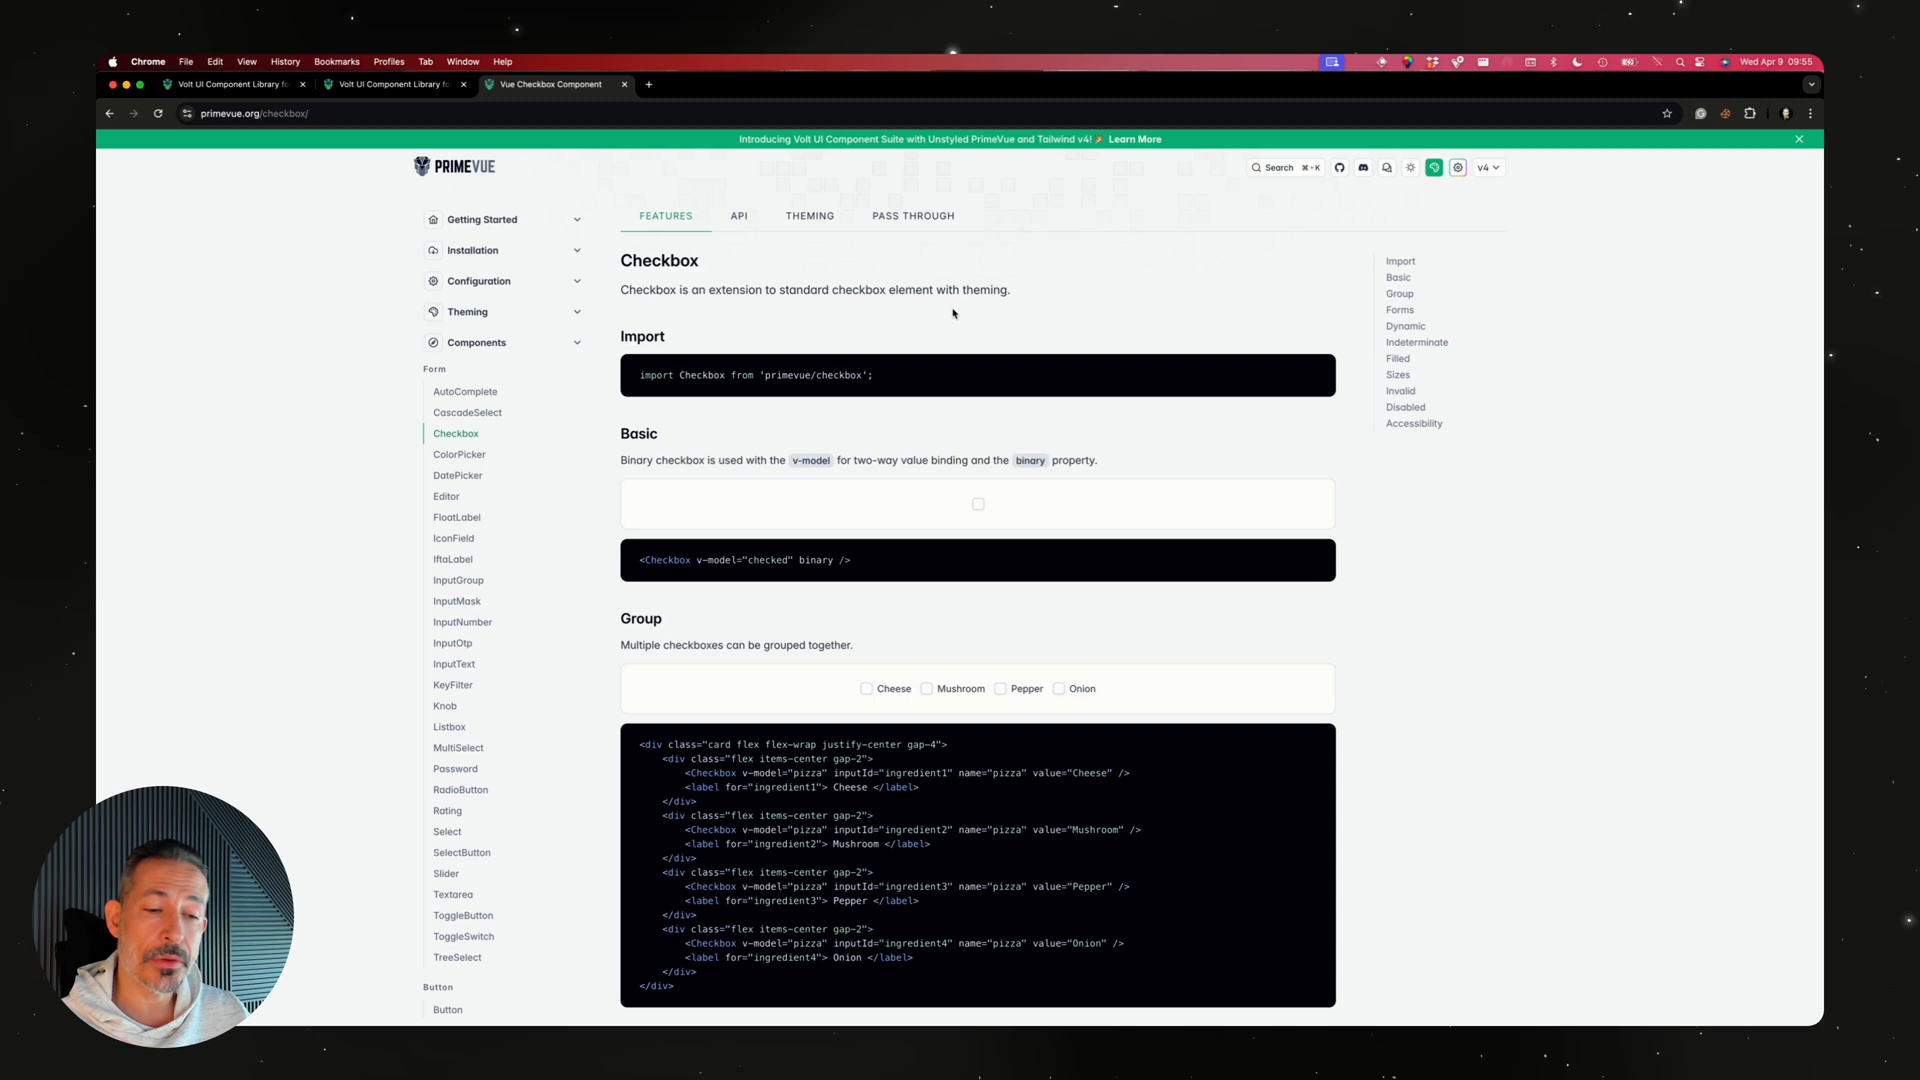 Chrome File Edit View History Bookmarks Profiles Tab Window Help
Wed Apr 9 09:55
Volt UI Component Library fo
Volt UI Component Library fo
Vue Checkbox Component
primevue.org/checkbox/
Introducing Volt UI Component Suite with Unstyled PrimeVue and Tailwind v4! 🎉 Learn More
PRIMEVUE
Search ⌘+K
v4
Getting Started
Installation
Configuration
Theming
Components
Form
AutoComplete
CascadeSelect
Checkbox
ColorPicker
DatePicker
Editor
FloatLabel
IconField
IftaLabel
InputGroup
InputMask
InputNumber
InputOtp
InputText
KeyFilter
Knob
Listbox
MultiSelect
Password
RadioButton
Rating
Select
SelectButton
Slider
Textarea
ToggleButton
ToggleSwitch
TreeSelect
Button
Button
FEATURES API THEMING PASS THROUGH
Checkbox
Checkbox is an extension to standard checkbox element with theming.
Import
import Checkbox from 'primevue/checkbox';
Basic
Binary checkbox is used with the v-model for two-way value binding and the binary property.
<Checkbox v-model="checked" binary />
Group
Multiple checkboxes can be grouped together.
Cheese Mushroom Pepper Onion
<div class="card flex flex-wrap justify-center gap-4">
<div class="flex items-center gap-2">
<Checkbox v-model="pizza" inputId="ingredient1" name="pizza" value="Cheese" />
<label for="ingredient1"> Cheese </label>
</div>
<div class="flex items-center gap-2">
<Checkbox v-model="pizza" inputId="ingredient2" name="pizza" value="Mushroom" />
<label for="ingredient2"> Mushroom </label>
</div>
<div class="flex items-center gap-2">
<Checkbox v-model="pizza" inputId="ingredient3" name="pizza" value="Pepper" />
<label for="ingredient3"> Pepper </label>
</div>
<div class="flex items-center gap-2">
<Checkbox v-model="pizza" inputId="ingredient4" name="pizza" value="Onion" />
<label for="ingredient4"> Onion </label>
</div>
</div>
Import
Basic
Group
Forms
Dynamic
Indeterminate
Filled
Sizes
Invalid
Disabled
Accessibility